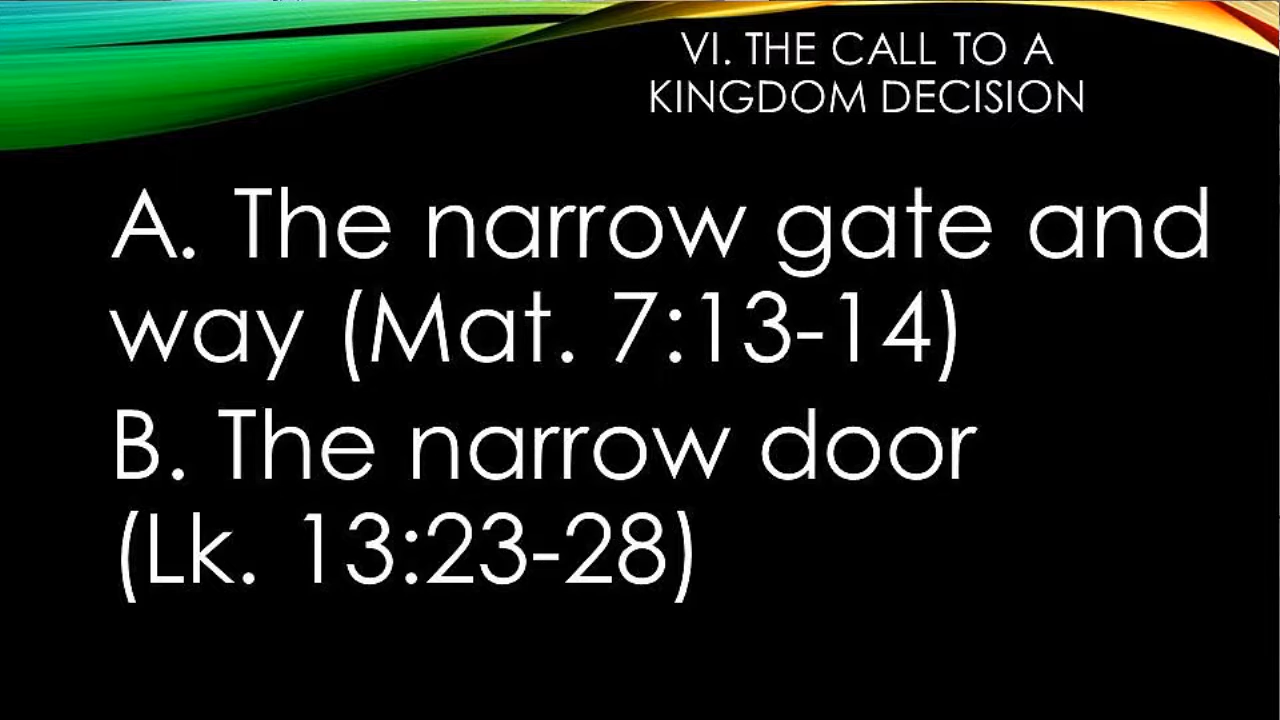 VI. THE CALL TO A
KINGDOM DECISION
A. The narrow gate and
way (Mat. 7:13-14)
B. The narrow door
(Lk. 13:23-28)